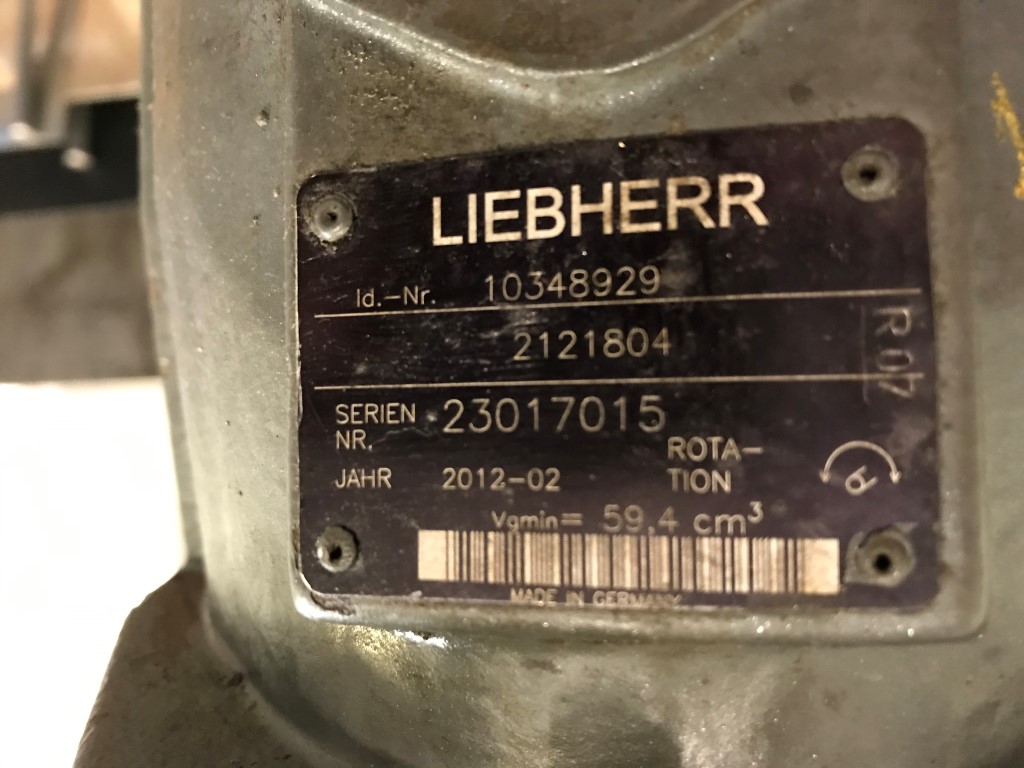 LIEBHERR
Id.-Nr. 10348929
2121804
SERIEN NR. 23017015
JAHR 2012-02
ROTA-
TION
Vgmin= 59,4 cm³
MADE IN GERMANY
R 04